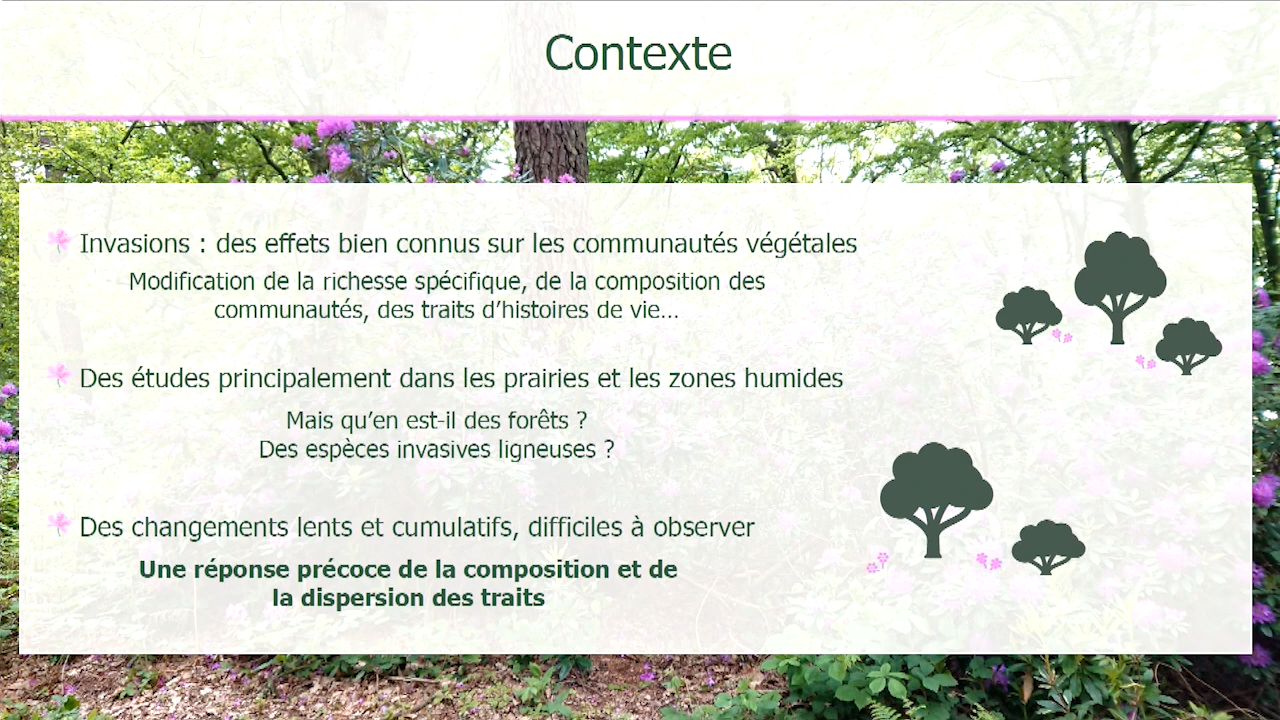 Contexte
Invasions : des effets bien connus sur les communautés végétales
Modification de la richesse spécifique, de la composition des
communautés, des traits d’histoires de vie…
Des études principalement dans les prairies et les zones humides
Mais qu’en est-il des forêts ?
Des espèces invasives ligneuses ?
Des changements lents et cumulatifs, difficiles à observer
Une réponse précoce de la composition et de
la dispersion des traits